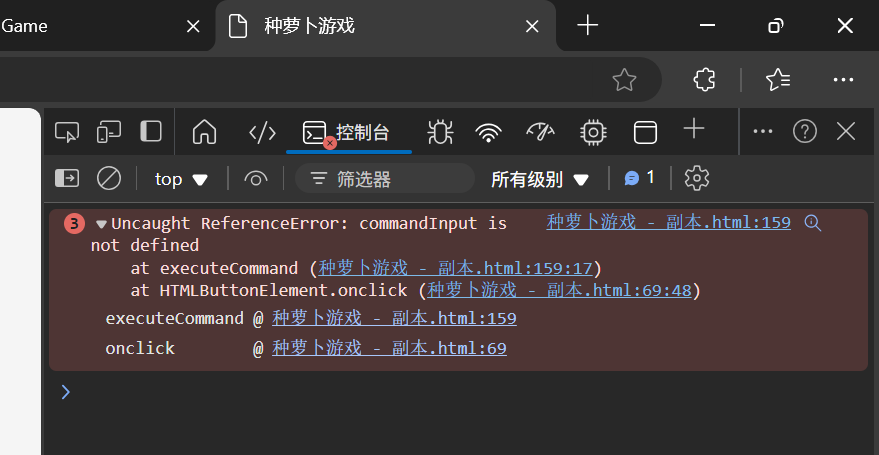 Game
种萝卜游戏
控制台
top
筛选器
所有级别
1
3
Uncaught ReferenceError: commandInput is 种萝卜游戏 - 副本.html:159
not defined
at executeCommand (种萝卜游戏 - 副本.html:159:17)
at HTMLButtonElement.onclick (种萝卜游戏 - 副本.html:69:48)
executeCommand @ 种萝卜游戏 - 副本.html:159
onclick @ 种萝卜游戏 - 副本.html:69